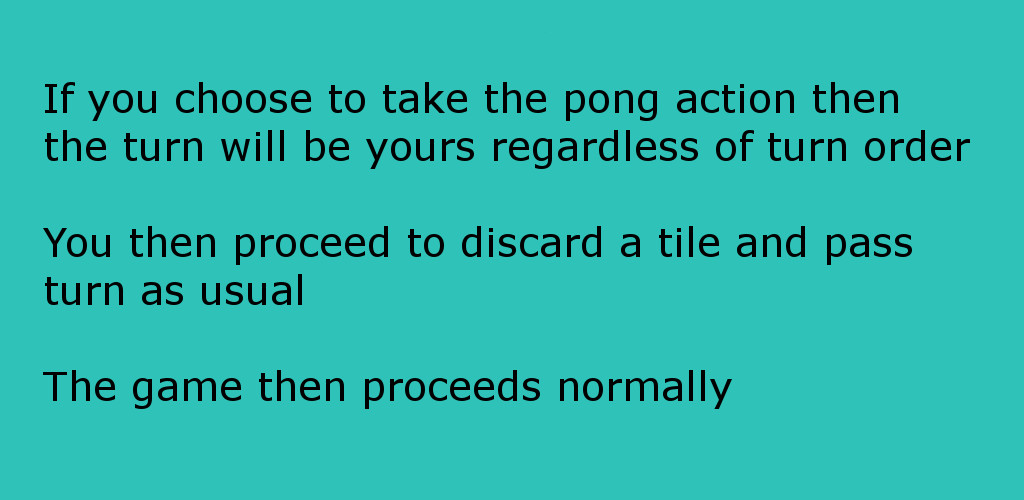 If you choose to take the pong action then
the turn will be yours regardless of turn order
You then proceed to discard a tile and pass
turn as usual
The game then proceeds normally